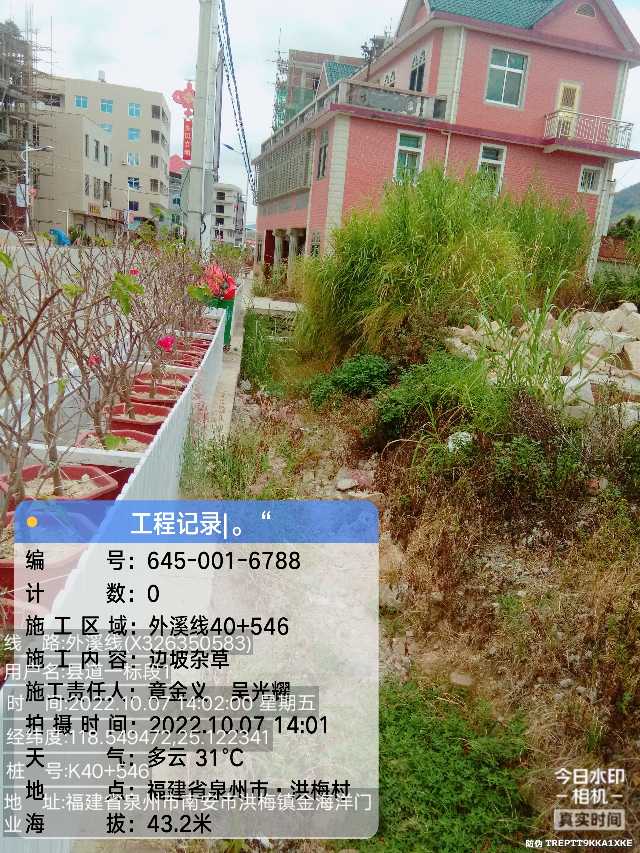 工程记录|。“
编号：645-001-6788
计数：0
施工区域：外溪线40+546
线 路:外溪线(X326350583)
施工内容：边坡杂草
用户名:县道一标段1
施工责任人：章金义 吴光耀
时 间:2022.10.07 14:02:00 星期五
拍摄时间：2022.10.07 14:01
经纬度:118.549472,25.122341
天气：多云 31℃
桩 号:K40+546
地点：福建省泉州市·洪梅村
地 址:福建省泉州市南安市洪梅镇金海洋门业
海拔：43.2米
今日水印
相机
真实时间
防伪 TREPTT9KKA1XKE